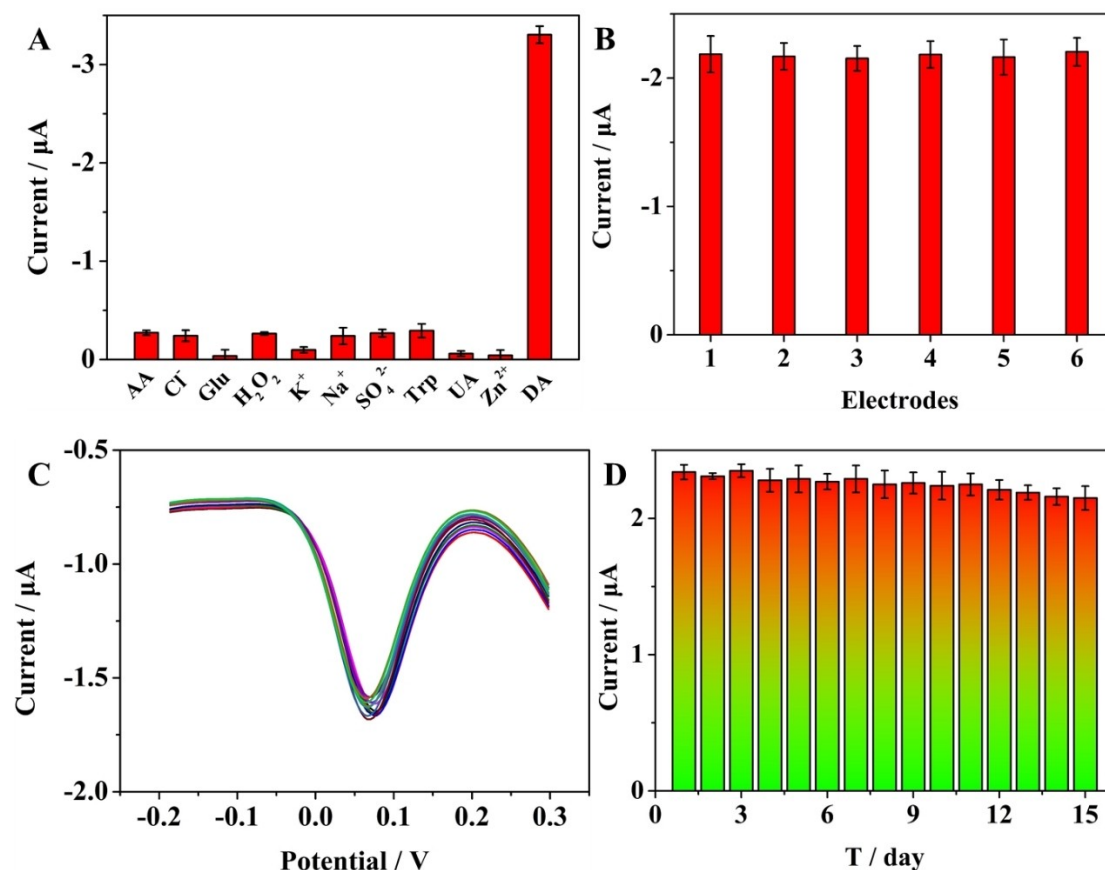 A
Current / μA
-3
-2
-1
0
AA
Cl⁻
Glu
H₂O₂
K⁺
Na⁺
SO₄²⁻
Trp
UA
Zn²⁺
DA
B
Current / μA
-2
-1
0
1 2 3 4 5 6
Electrodes
C
Current / μA
-0.5
-1.0
-1.5
-2.0
-0.2 -0.1 0.0 0.1 0.2 0.3
Potential / V
D
Current / μA
2
1
0
0 3 6 9 12 15
T / day